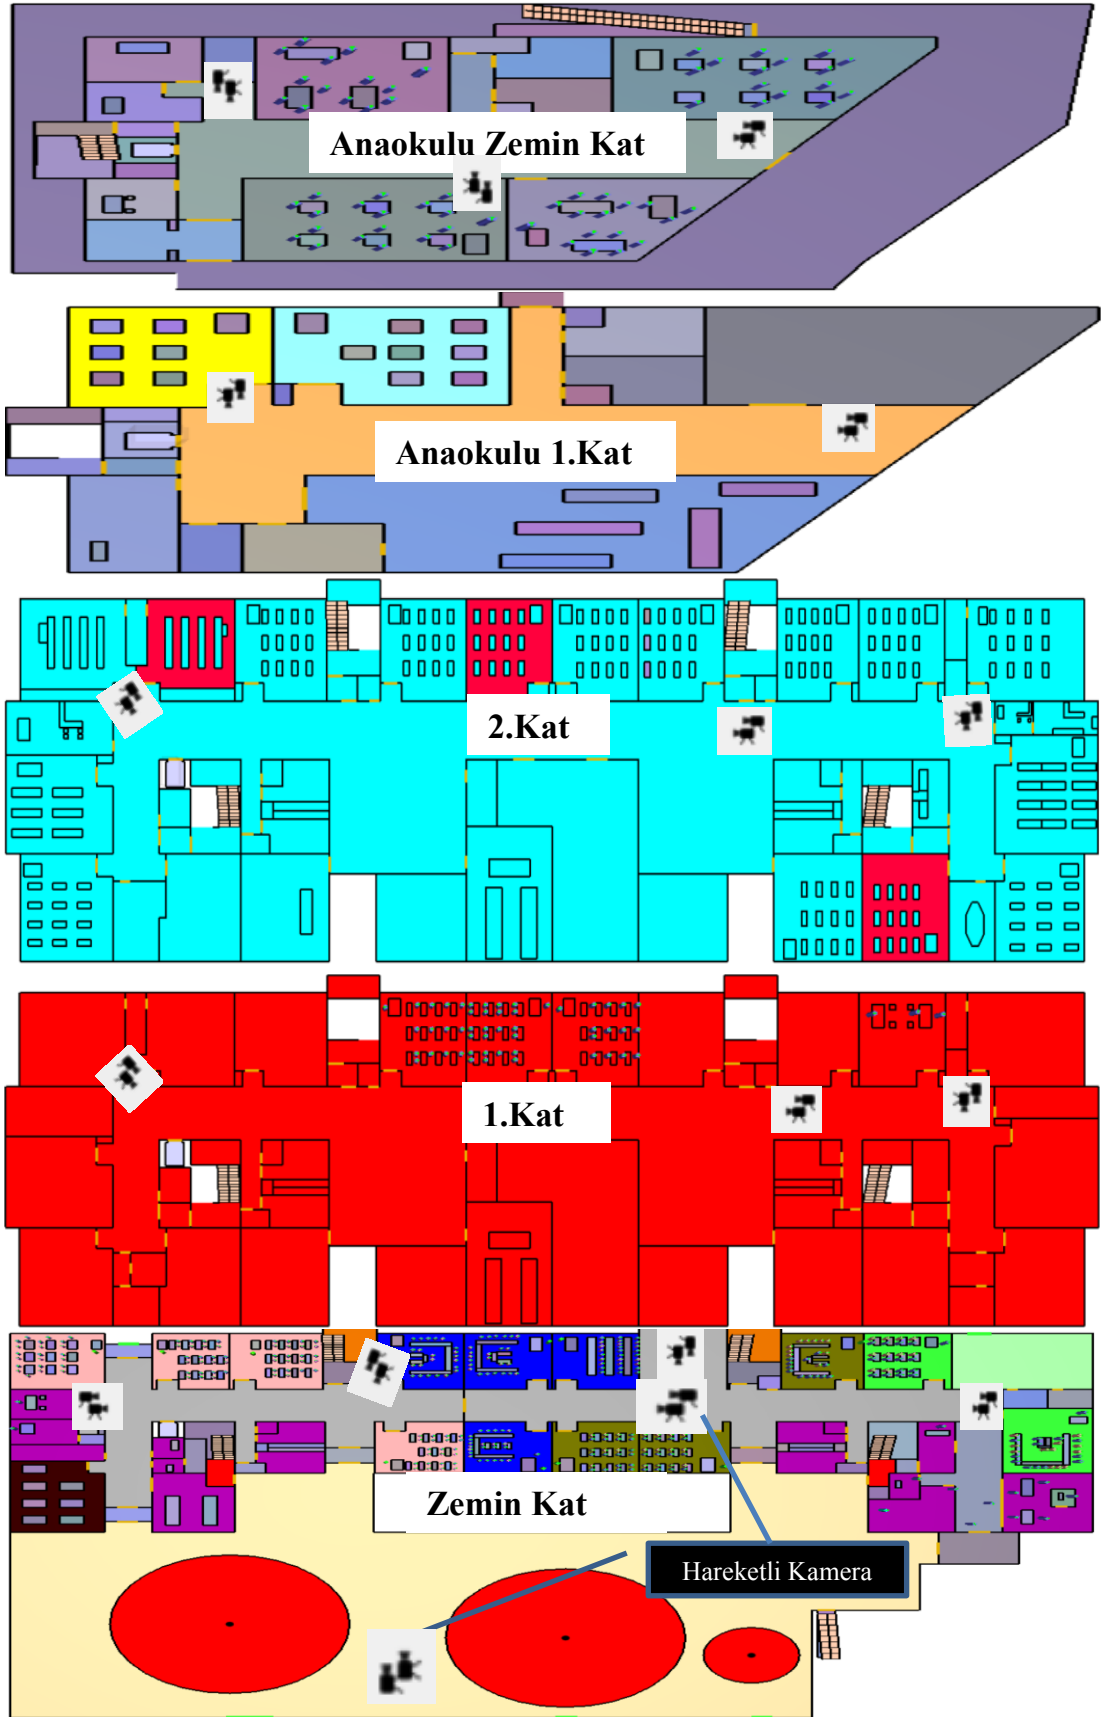 Anaokulu Zemin Kat
Anaokulu 1.Kat
2.Kat
1.Kat
Zemin Kat
Hareketli Kamera